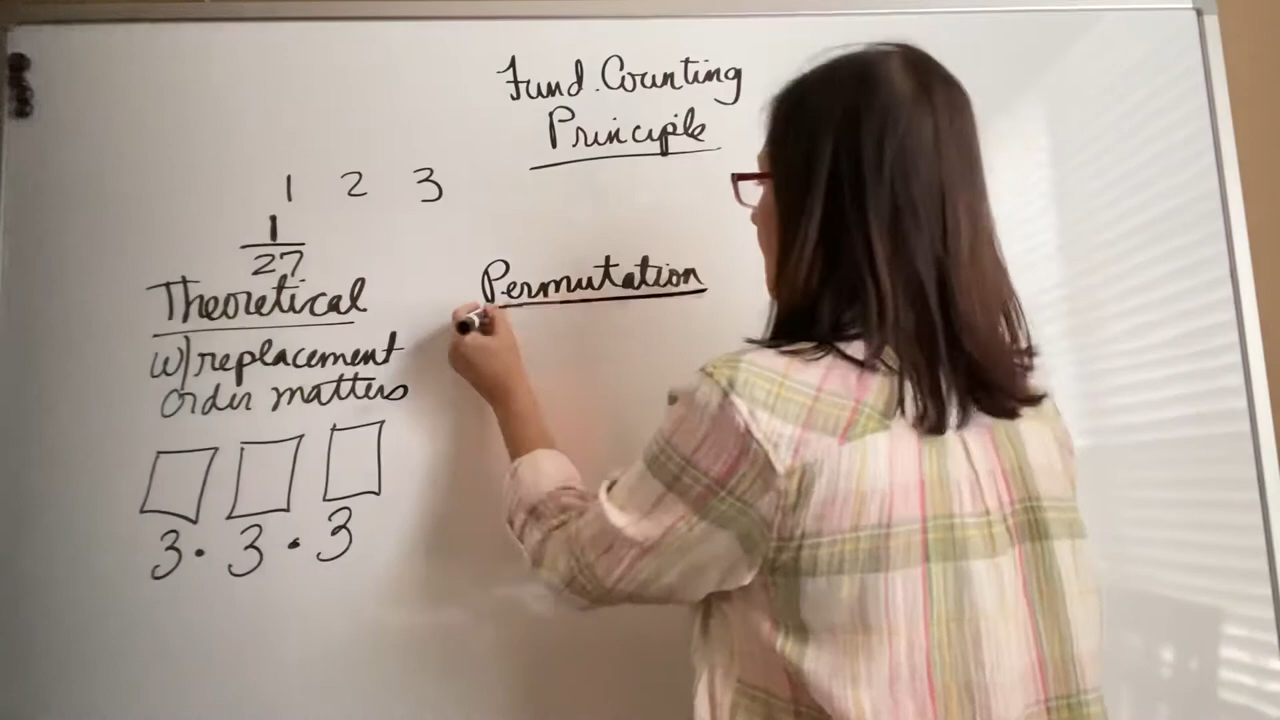 Fund. Counting
Principle
1 2 3
1
27
Theoretical
w/replacement
order matters
3 · 3 · 3
Permutation